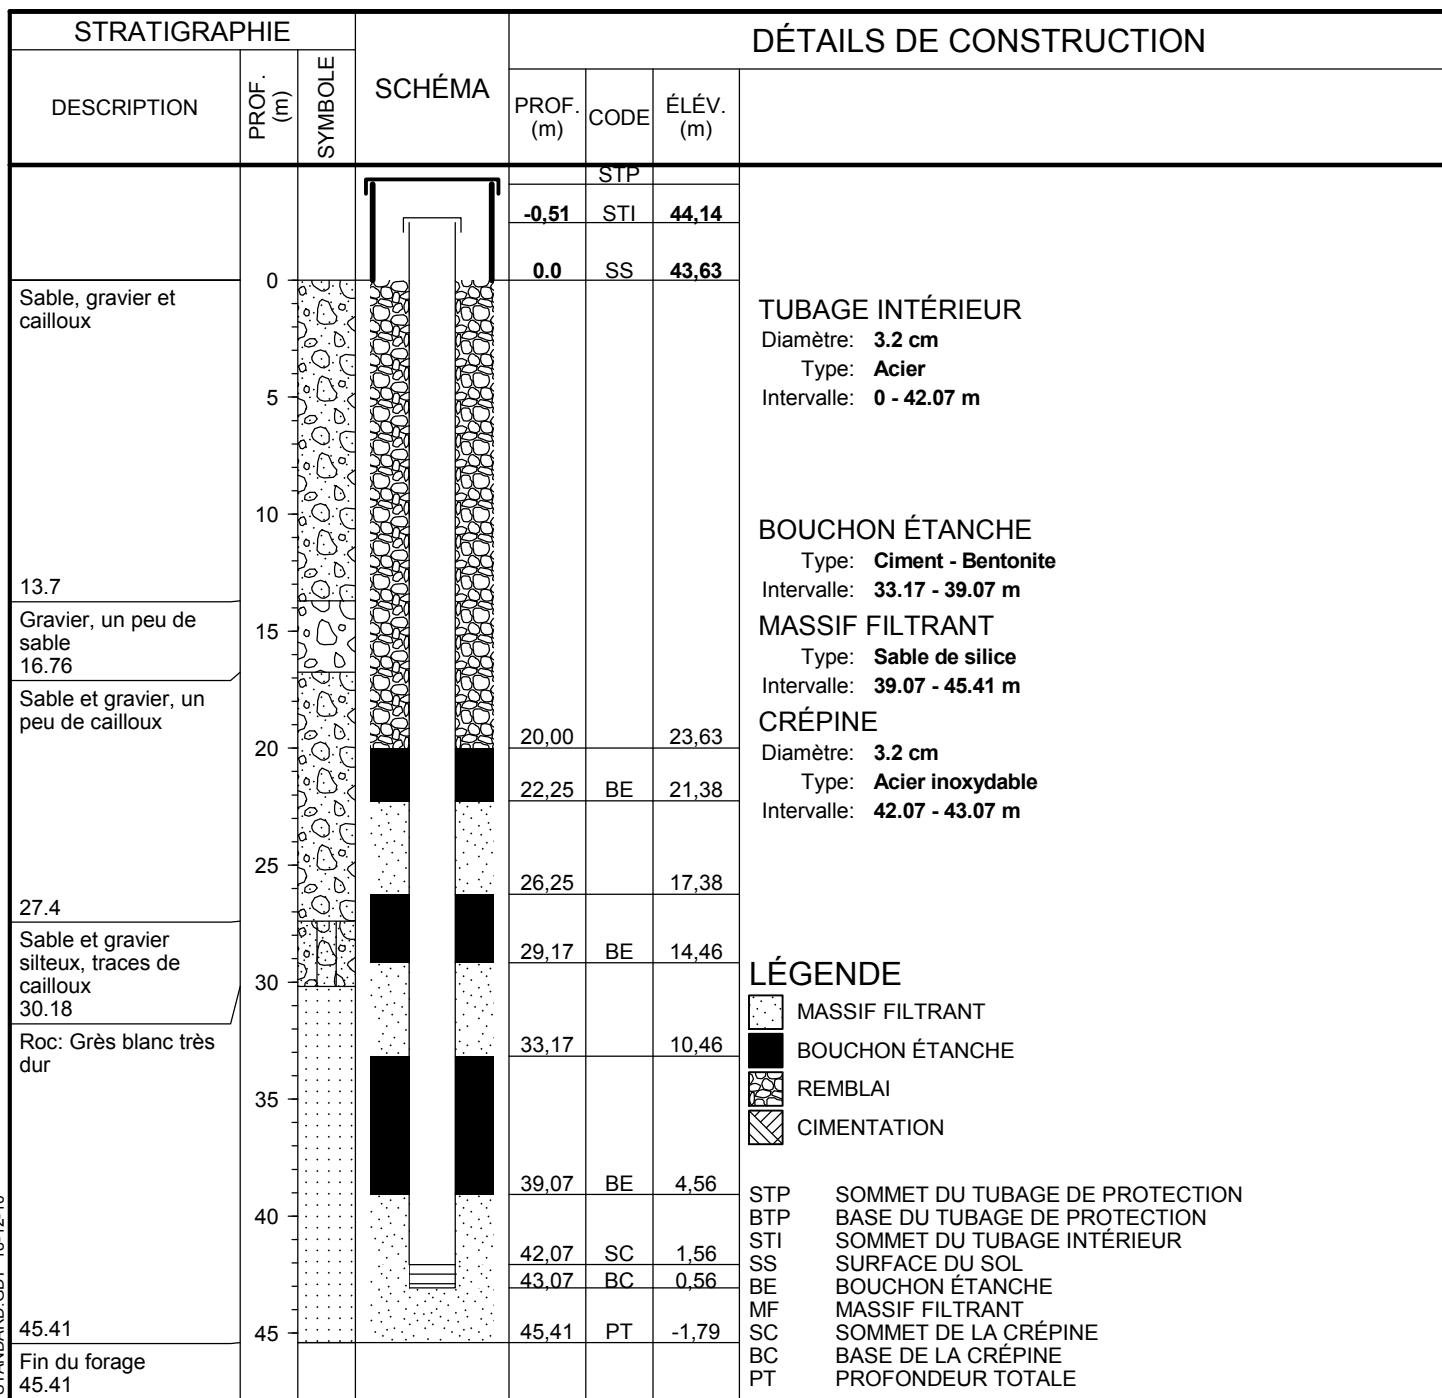 STRATIGRAPHIE
SCHÉMA
DÉTAILS DE CONSTRUCTION
DESCRIPTION
PROF. (m)
SYMBOLE
PROF. (m)
CODE
ÉLÉV. (m)
STP
-0,51 STI 44,14
0.0 SS 43,63
0
Sable, gravier et
cailloux
13.7
Gravier, un peu de
sable
16.76
Sable et gravier, un
peu de cailloux
27.4
Sable et gravier
silteux, traces de
cailloux
30.18
Roc: Grès blanc très
dur
45.41
Fin du forage
45.41
5
10
15
20
25
30
35
40
45
20,00 23,63
22,25 BE 21,38
26,25 17,38
29,17 BE 14,46
33,17 10,46
39,07 BE 4,56
42,07 SC 1,56
43,07 BC 0,56
45,41 PT -1,79
TUBAGE INTÉRIEUR
Diamètre: 3.2 cm
Type: Acier
Intervalle: 0 - 42.07 m
BOUCHON ÉTANCHE
Type: Ciment - Bentonite
Intervalle: 33.17 - 39.07 m
MASSIF FILTRANT
Type: Sable de silice
Intervalle: 39.07 - 45.41 m
CRÉPINE
Diamètre: 3.2 cm
Type: Acier inoxydable
Intervalle: 42.07 - 43.07 m
LÉGENDE
MASSIF FILTRANT
BOUCHON ÉTANCHE
REMBLAI
CIMENTATION
STP SOMMET DU TUBAGE DE PROTECTION
BTP BASE DU TUBAGE DE PROTECTION
STI SOMMET DU TUBAGE INTÉRIEUR
SS SURFACE DU SOL
BE BOUCHON ÉTANCHE
MF MASSIF FILTRANT
SC SOMMET DE LA CRÉPINE
BC BASE DE LA CRÉPINE
PT PROFONDEUR TOTALE